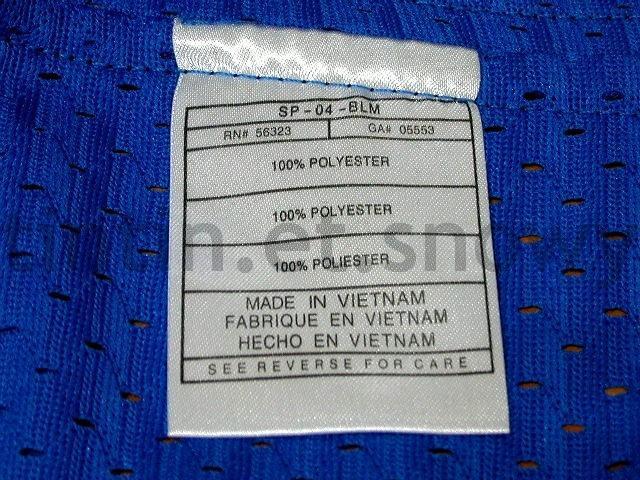 SP-04-BLM
RN# 56323 GA# 05553
100% POLYESTER
100% POLYESTER
100% POLIESTER
MADE IN VIETNAM
FABRIQUE EN VIETNAM
HECHO EN VIETNAM
SEE REVERSE FOR CARE